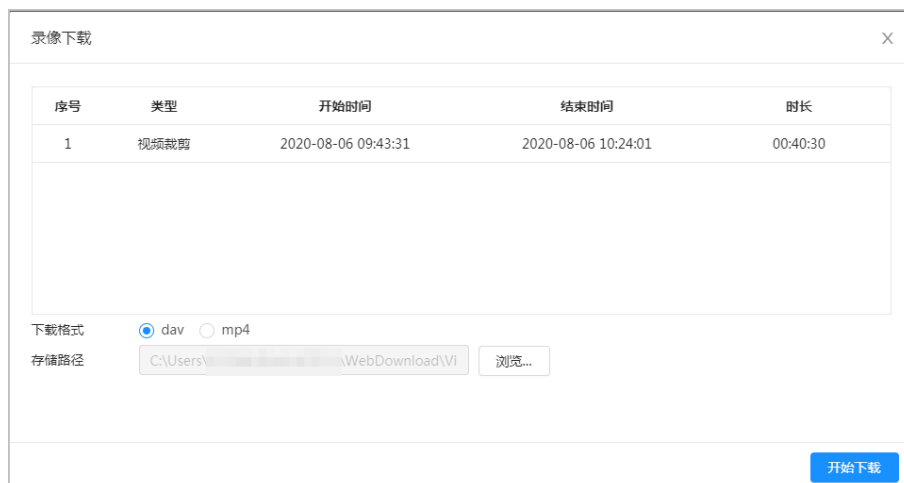 录像下载 X
序号 类型 开始时间 结束时间 时长
1 视频裁剪 2020-08-06 09:43:31 2020-08-06 10:24:01 00:40:30
下载格式 dav mp4
存储路径 C:\Users\ \WebDownload\Vi 浏览...
开始下载